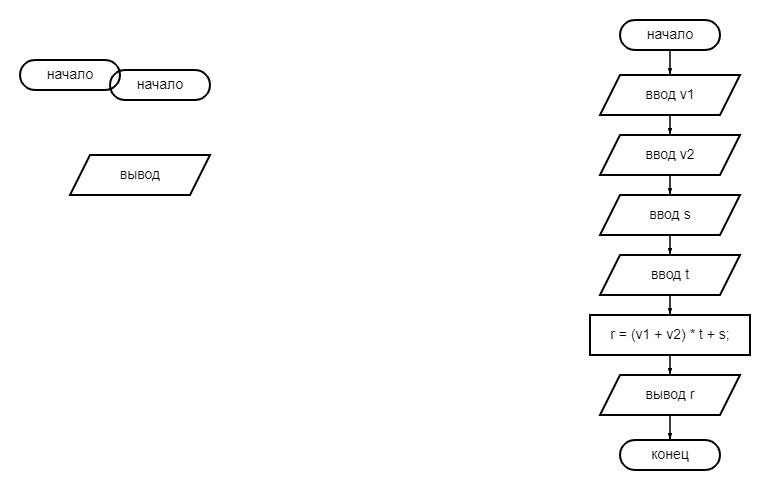 начало
начало
вывод
начало
ввод v1
ввод v2
ввод s
ввод t
r = (v1 + v2) * t + s;
вывод r
конец